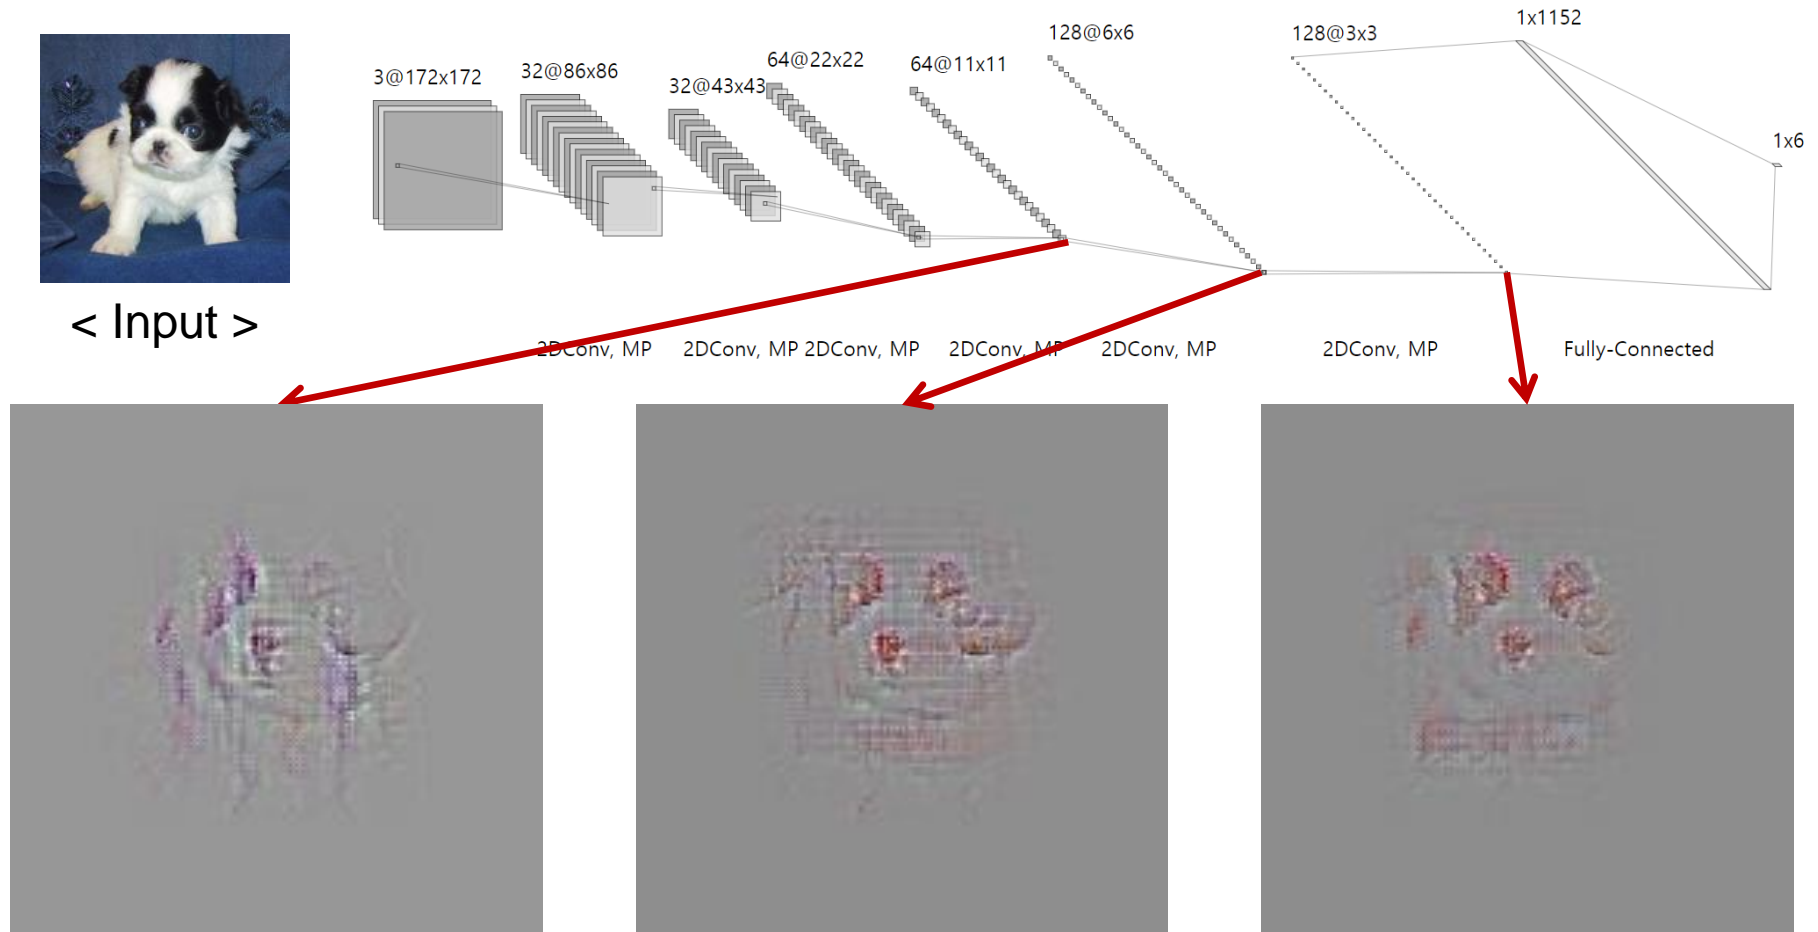 3@172x172
32@86x86
32@43x43
64@22x22
64@11x11
128@6x6
128@3x3
1x1152
1x6
< Input >
2DConv, MP
2DConv, MP
2DConv, MP
2DConv, MP
2DConv, MP
2DConv, MP
Fully-Connected